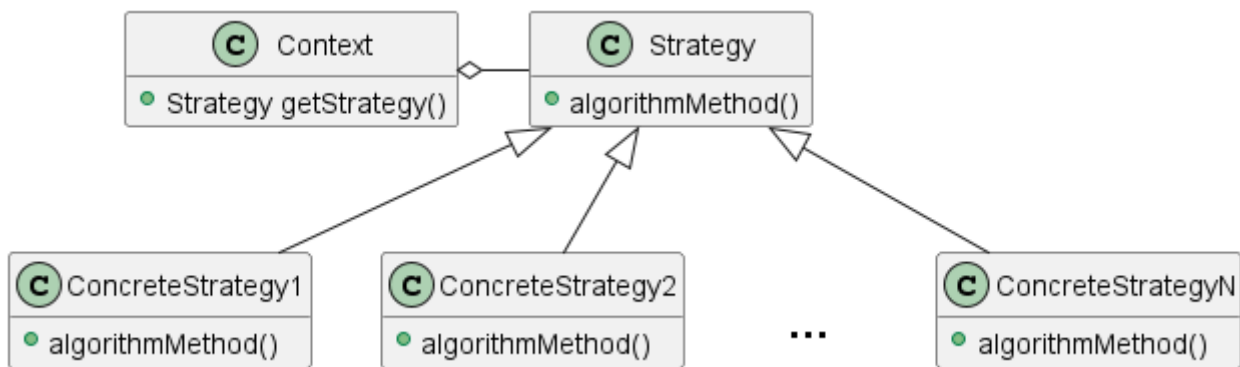 C Context
Strategy getStrategy()
C Strategy
algorithmMethod()
C ConcreteStrategy1
algorithmMethod()
C ConcreteStrategy2
algorithmMethod()
...
C ConcreteStrategyN
algorithmMethod()